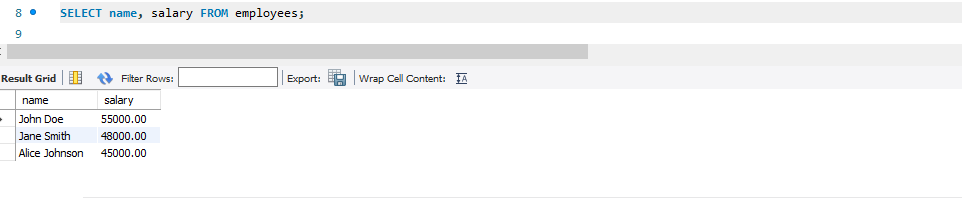 8 SELECT name, salary FROM employees;
9
Result Grid Filter Rows: Export: Wrap Cell Content: IA
name salary
John Doe 55000.00
Jane Smith 48000.00
Alice Johnson 45000.00